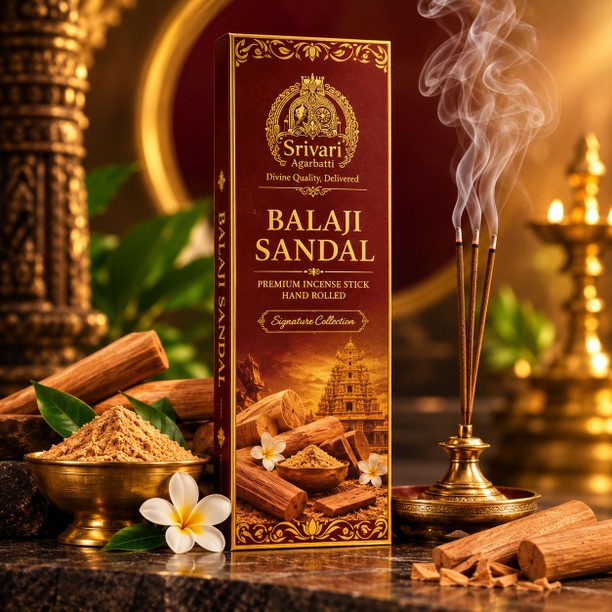 Srivari
Agarbatti
Divine Quality, Delivered
BALAJI
SANDAL
PREMIUM INCENSE STICK
HAND ROLLED
Signature Collection
BALAJI SANDAL